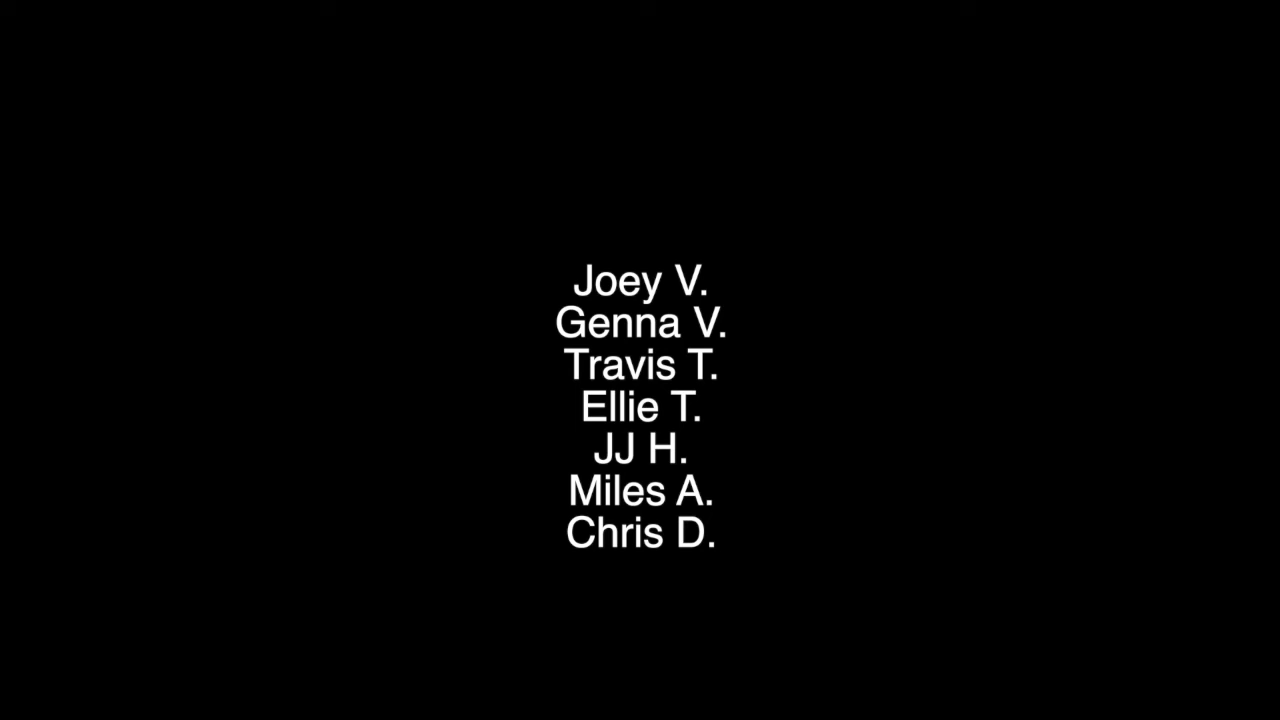 Joey V.
Genna V.
Travis T.
Ellie T.
JJ H.
Miles A.
Chris D.